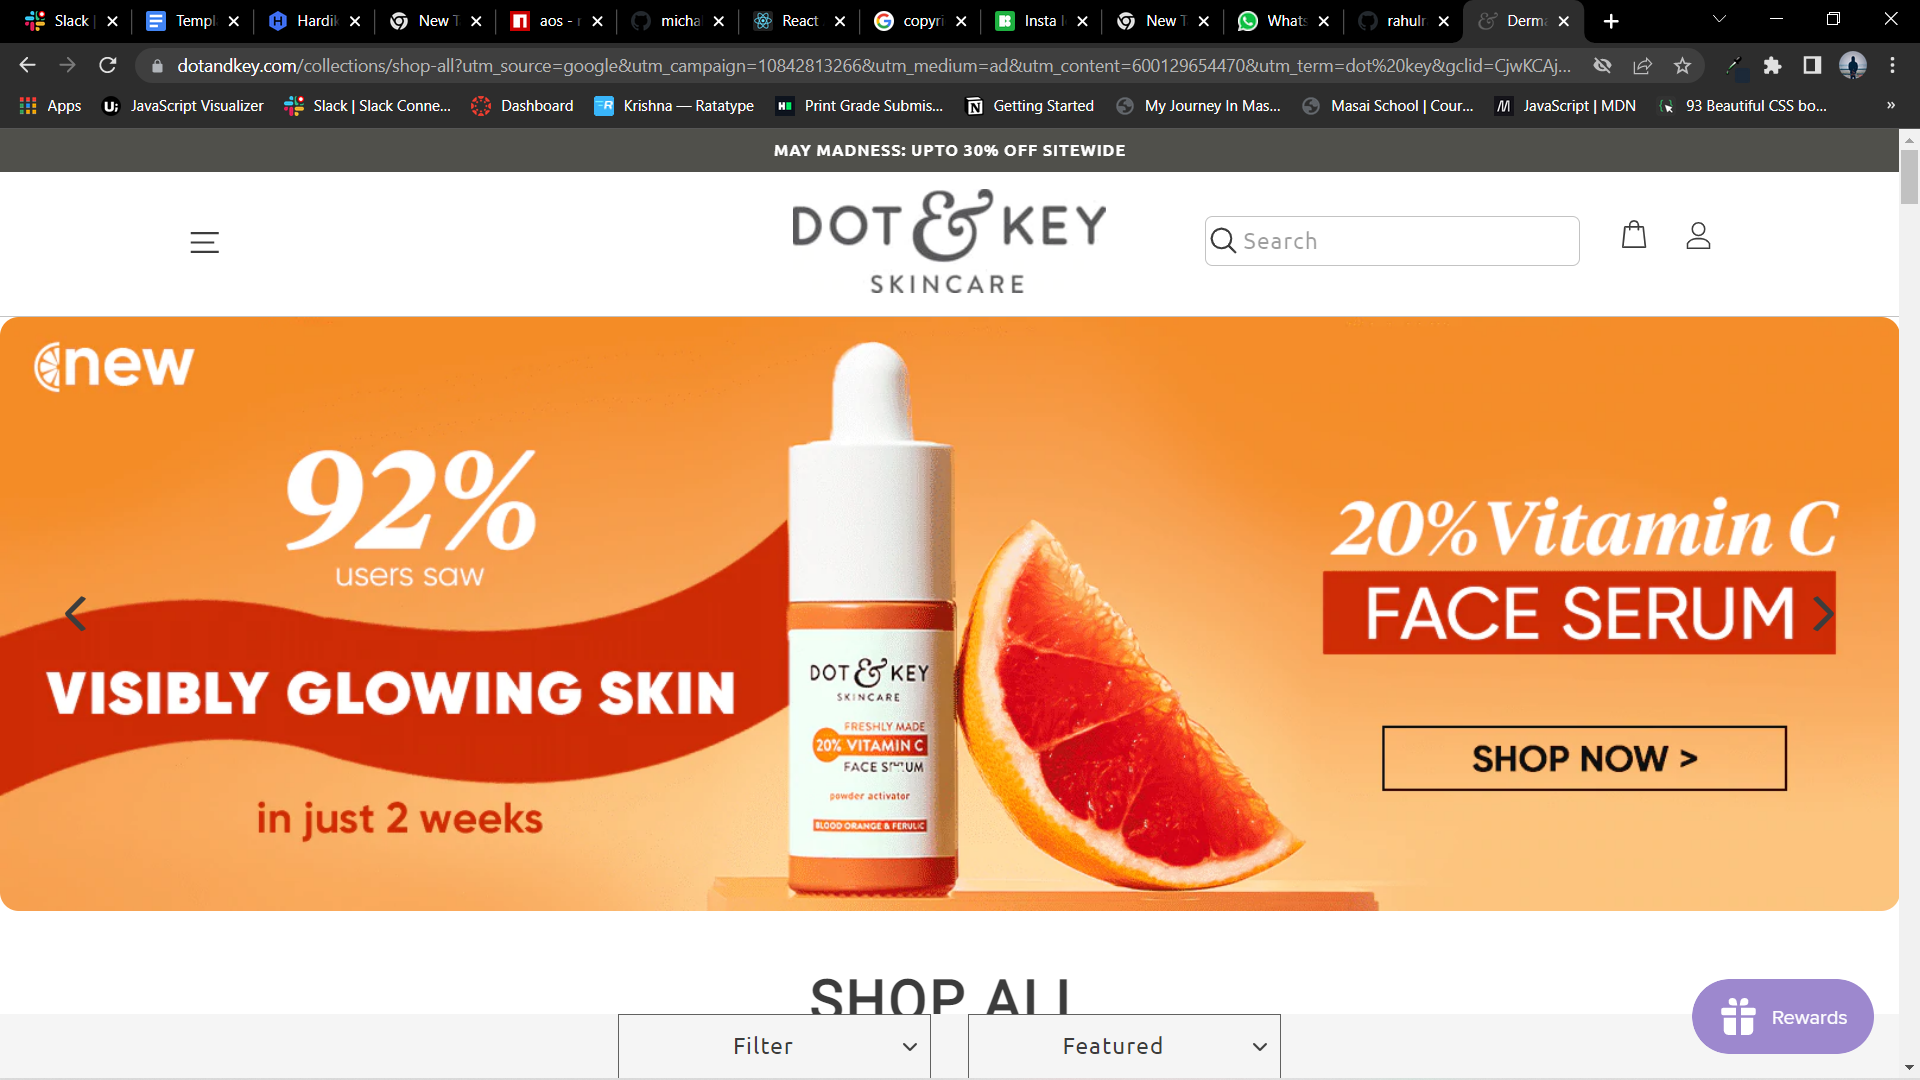 Slack
Templ
Hardik
New T
aos - n
micha
React
copyri
Insta
New T
Whats
rahulr
Derma
dotandkey.com/collections/shop-all?utm_source=google&utm_campaign=10842813266&utm_medium=ad&utm_content=600129654470&utm_term=dot%20key&gclid=CjwKCAj...
Apps
JavaScript Visualizer
Slack | Slack Conne...
Dashboard
Krishna — Ratatype
Print Grade Submis...
Getting Started
My Journey In Mas...
Masai School | Cour...
JavaScript | MDN
93 Beautiful CSS bo...
»
MAY MADNESS: UPTO 30% OFF SITEWIDE
DOT & KEY
SKINCARE
Search
new
92%
users saw
VISIBLY GLOWING SKIN
in just 2 weeks
DOT & KEY
SKINCARE
FRESHLY MADE
20% VITAMIN C
FACE SERUM
powder activator
BLOOD ORANGE & FERULIC
20% Vitamin C
FACE SERUM
SHOP NOW >
SHOP ALL
Filter
Featured
Rewards